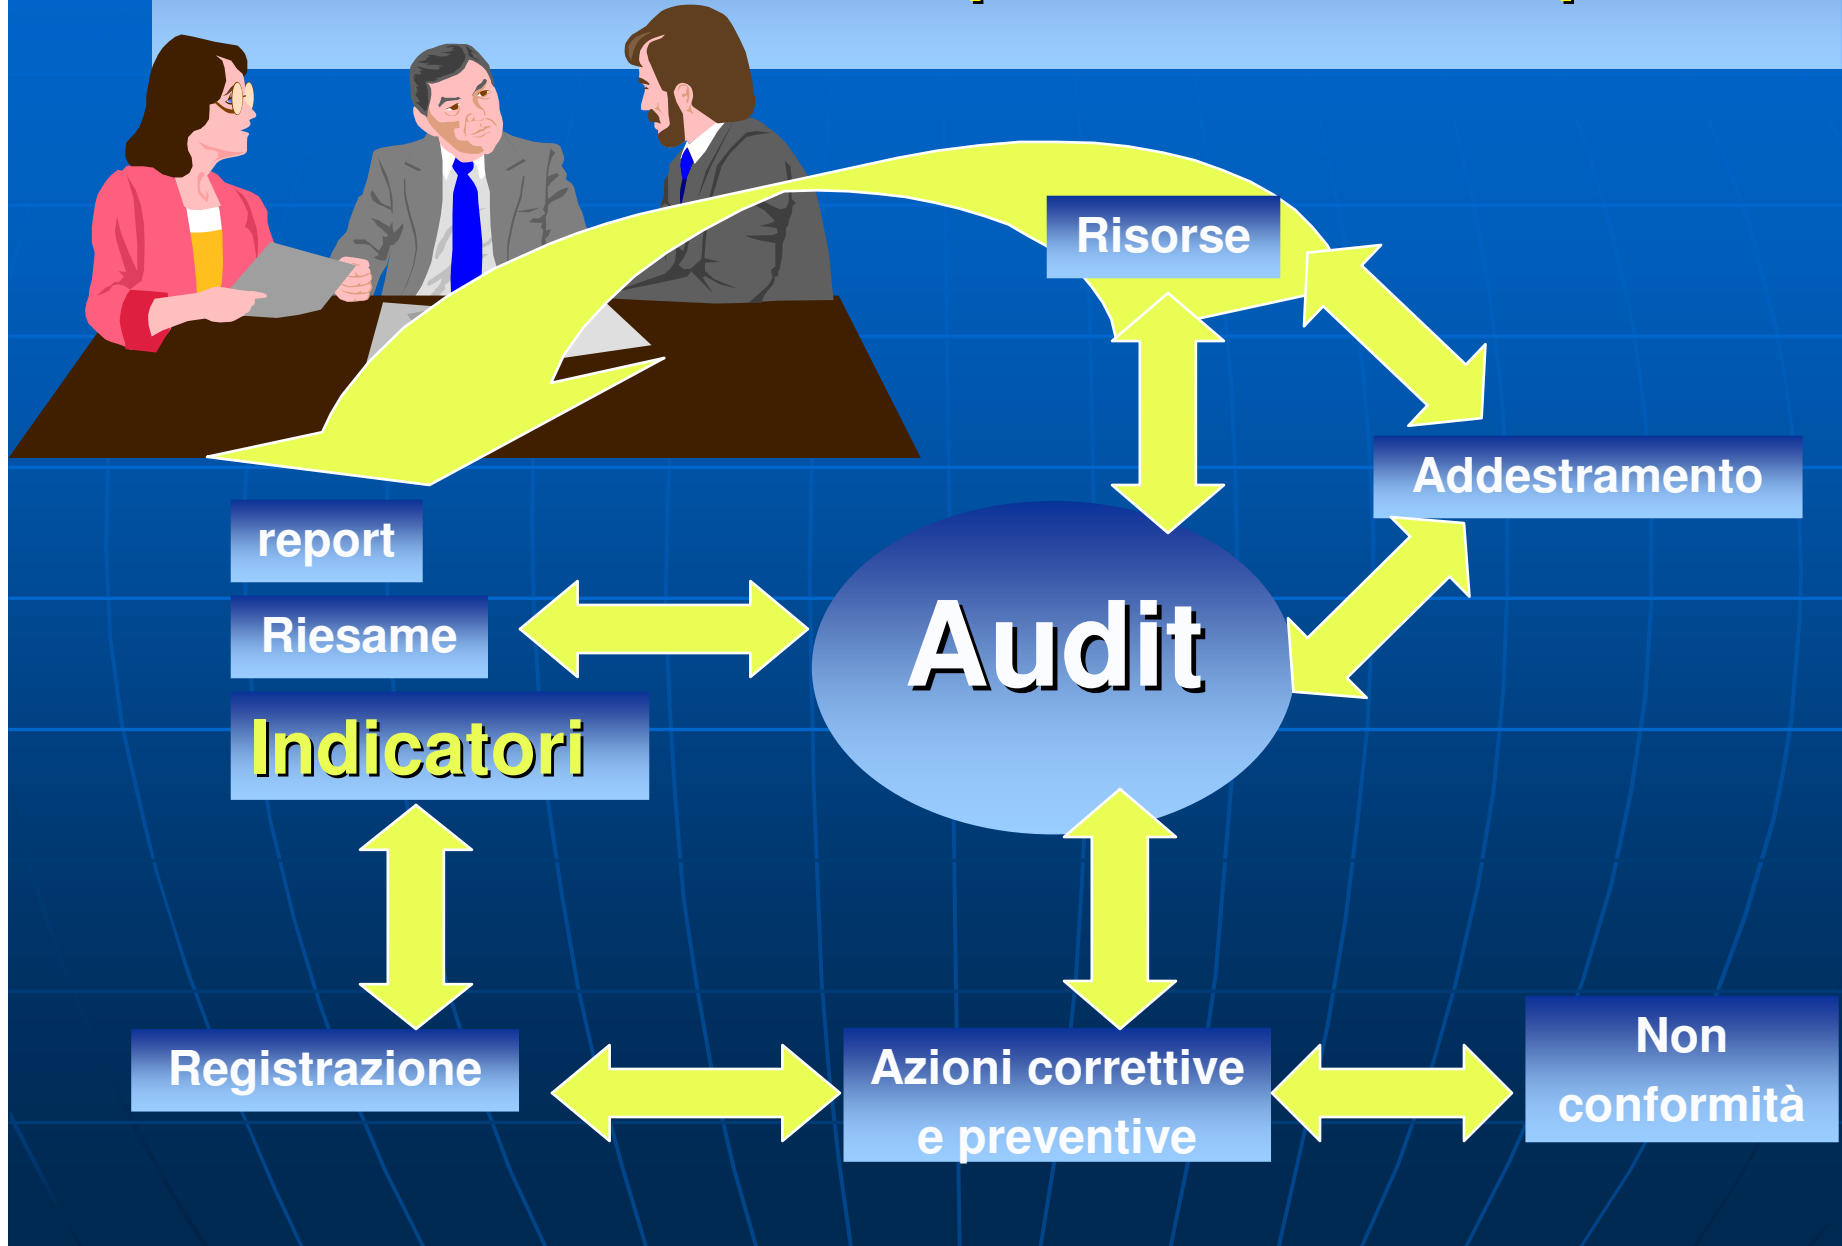 Risorse
Addestramento
report
Riesame
Audit
Indicatori
Registrazione
Azioni correttive
e preventive
Non
conformità